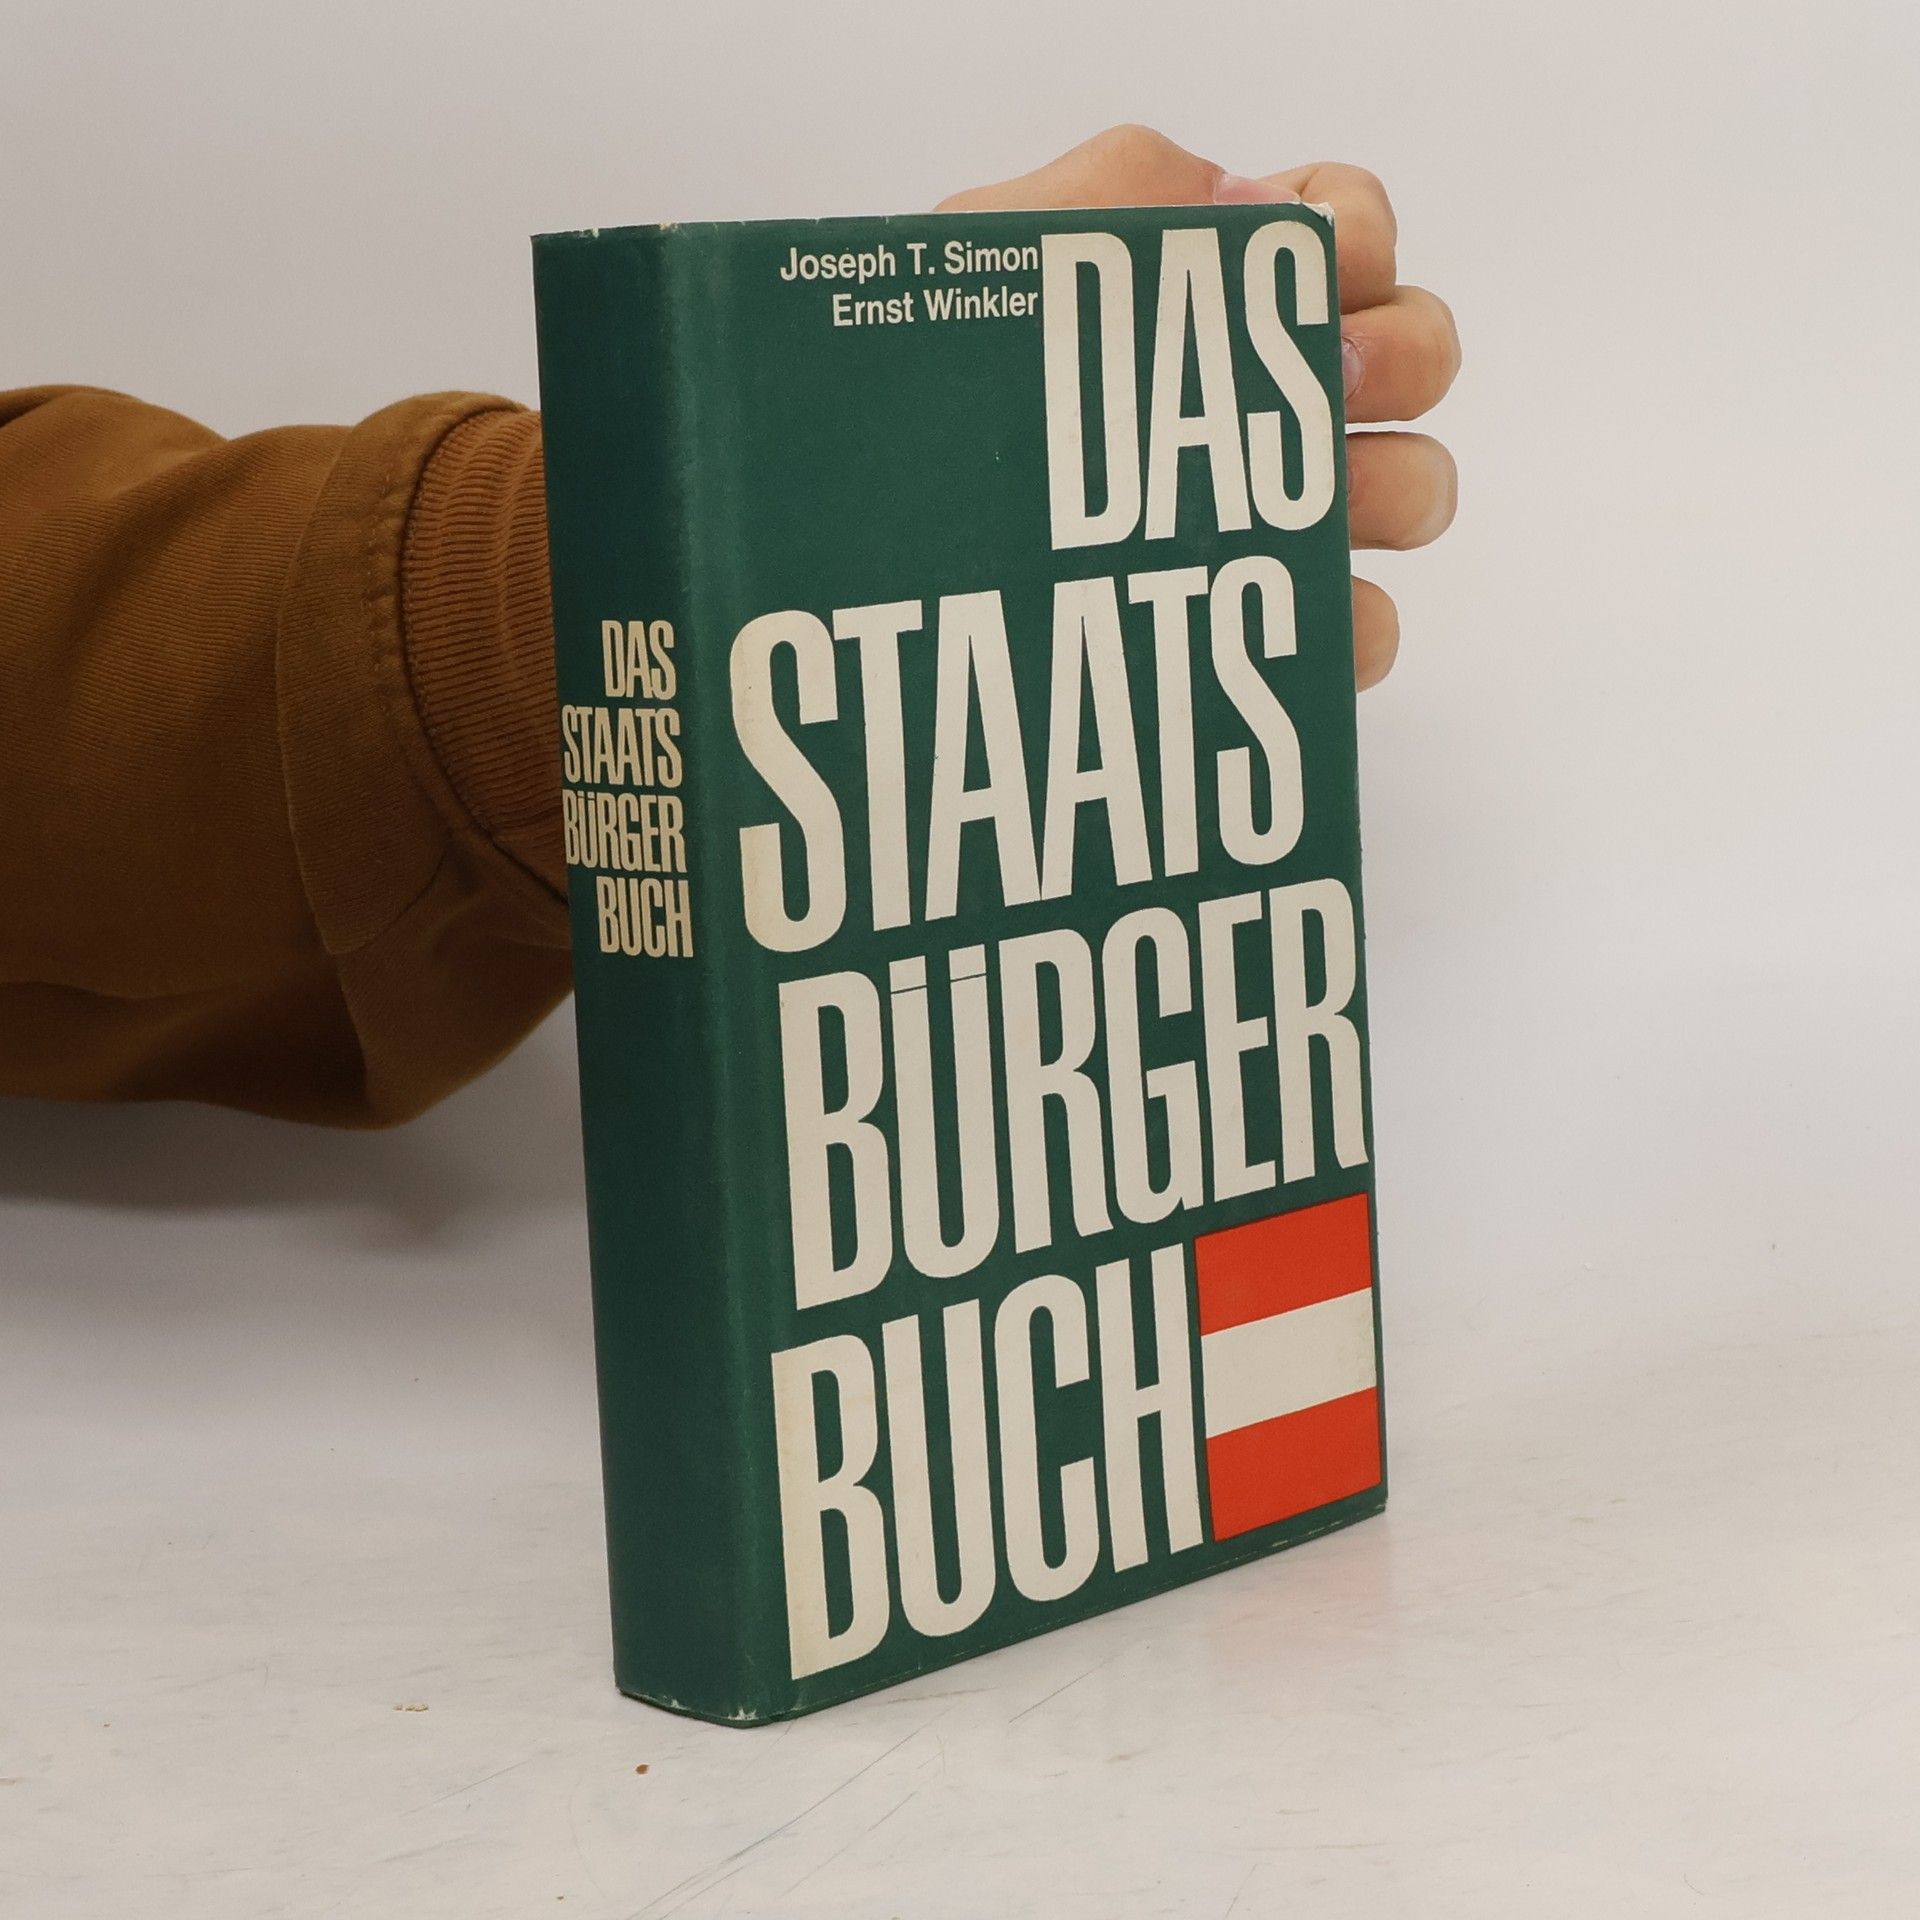 Joseph T. Simon
Ernst Winkler
DAS
STAATS
BÜRGER
BUCH
DAS
STAATS
BÜRGER
BUCH